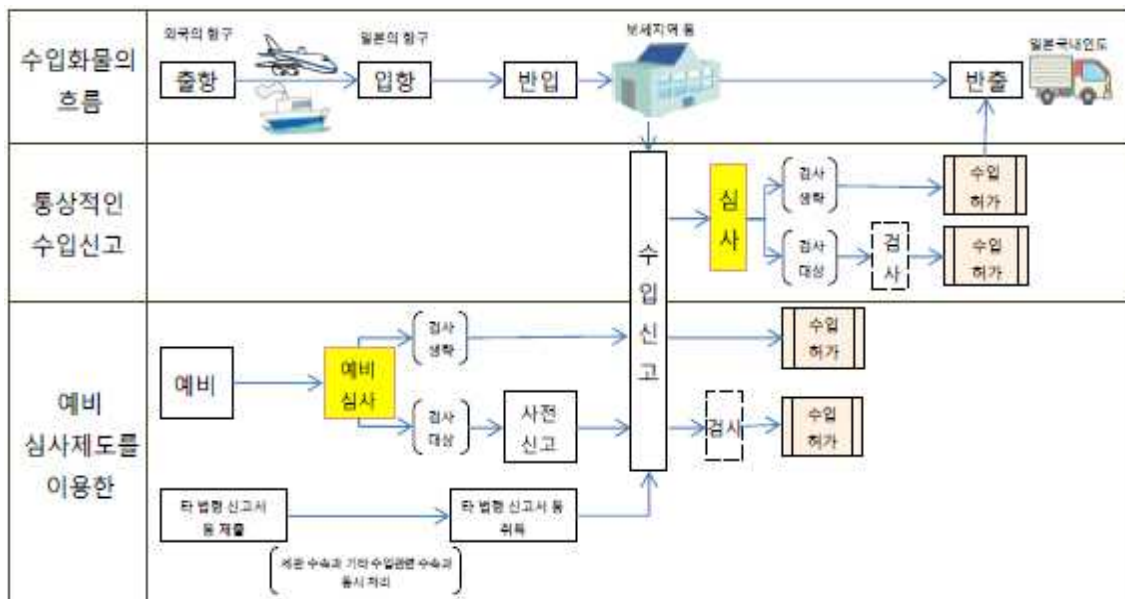 수입화물의
흐름
외국의 항구
출항
일본의 항구
입항
반입
보세지역 등
일본국내인도
반출
통상적인
수입신고
수입신고
심사
검사
생략
수입
허가
검사
대상
검사
수입
허가
예비
심사제도를
이용한
예비
예비
심사
검사
생략
수입
허가
검사
대상
사전
신고
검사
수입
허가
타 법령 신고서
등 제출
타 법령 신고서 등
취득
세관 수속과 기타 수입관련 수속과
동시 처리